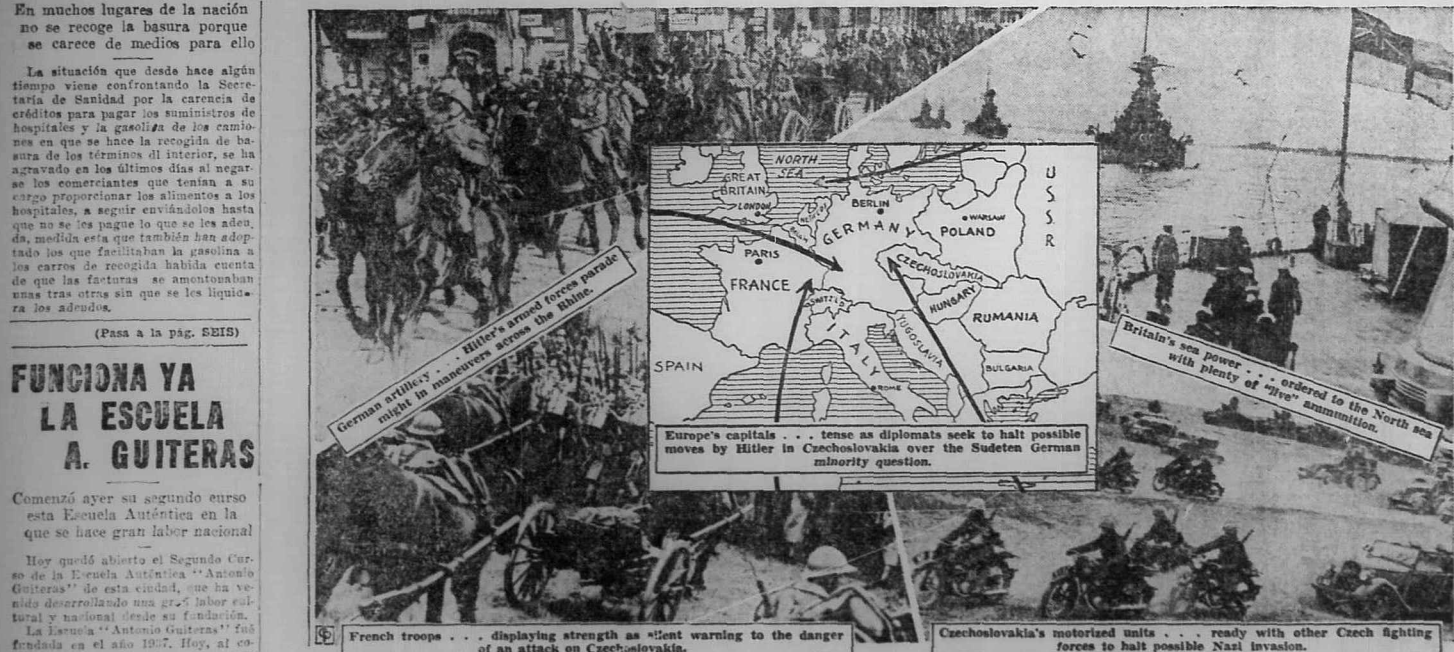 En muchos lugares de la nación
no se recoge la basura porque
se carece de medios para ello
La situación que desde hace algún
tiempo viene confrontando la Secre-
taría de Sanidad por la carencia de
créditos para pagar los suministros de
hospitales y la gasolina de los camio-
nes en que se hace la recogida de ba-
sura de los términos dl interior, se ha
agravado en los últimos días al negar-
se los comerciantes que tenían a su
cargo proporcionar los alimentos a los
hospitales, a seguir enviándolos hasta
que no se les pague lo que se les adeu
da, medida esta que también han adop-
tado los que facilitaban la gasolina a
los carros de recogida habida cuenta
de que las facturas se amontonaban
unas tras otras sin que se les liquida-
ra los adeudos.
(Pasa a la pág. SEIS)
FUNCIONA YA
LA ESCUELA
A. GUITERAS
Comenzó ayer su segundo curso
esta Escuela Auténtica en la
que se hace gran labor nacional
Hoy quedó abierto el Segundo Cur-
so de la Escuela Auténtica "Antonio
Guiteras" de esta ciudad, que ha ve-
nido desarrollando una gran labor cul-
tural y nacional desde su fundación.
La Escuela "Antonio Guiteras" fué
fundada en el año 1937. Hoy, al co-
German artillery . . . Hitler's armed forces parade
might in maneuvers across the Rhine.
NORTH
SEA
GREAT
BRITAIN
LONDON
NETH'LDS
BELG.
BERLIN
GERMANY
WARSAW
POLAND
USSR
PARIS
FRANCE
CZECHOSLOVAKIA
SWITZ'LD
HUNGARY
RUMANIA
ITALY
YUGOSLAVIA
BULGARIA
SPAIN
ROME
Europe's capitals . . . tense as diplomats seek to halt possible
moves by Hitler in Czechoslovakia over the Sudeten German
minority question.
Britain's sea power . . . ordered to the North sea
with plenty of "live" ammunition.
French troops . . . displaying strength as silent warning to the danger
of an attack on Czechoslovakia.
Czechoslovakia's motorized units . . . ready with other Czech fighting
forces to halt possible Nazi invasion.